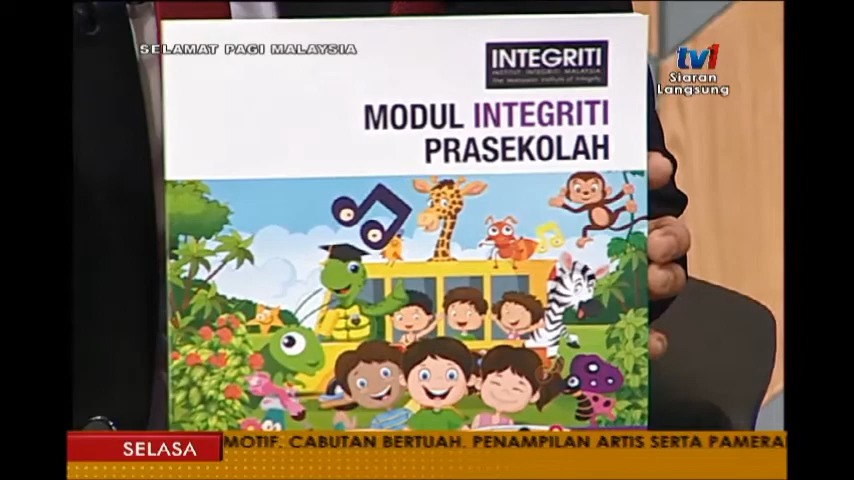 SELAMAT PAGI MALAYSIA
INTEGRITI
INSTITUT INTEGRITI MALAYSIA
The Malaysian Institute of Integrity
tv1
Siaran
Langsung
MODUL INTEGRITI
PRASEKOLAH
SELASA
MOTIF, CABUTAN BERTUAH, PENAMPILAN ARTIS SERTA